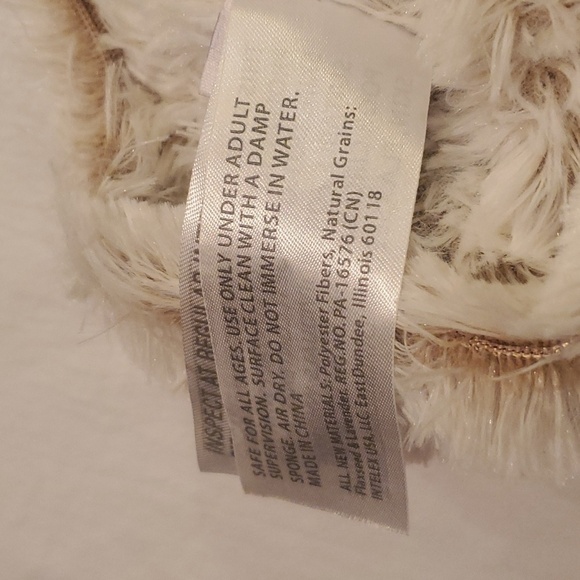 INSPECT AT
SAFE FOR ALL AGES. USE ONLY UNDER ADULT
SUPERVISION. SURFACE CLEAN WITH A DAMP
SPONGE. AIR DRY. DO NOT IMMERSE IN WATER.
MADE IN CHINA
ALL NEW MATERIALS: Polyester Fibers, Natural Grains:
Flaxseed & Lavender. REG.NO. PA-16576 (CN)
INTELEX USA, LLC. East Dundee, Illinois 60118